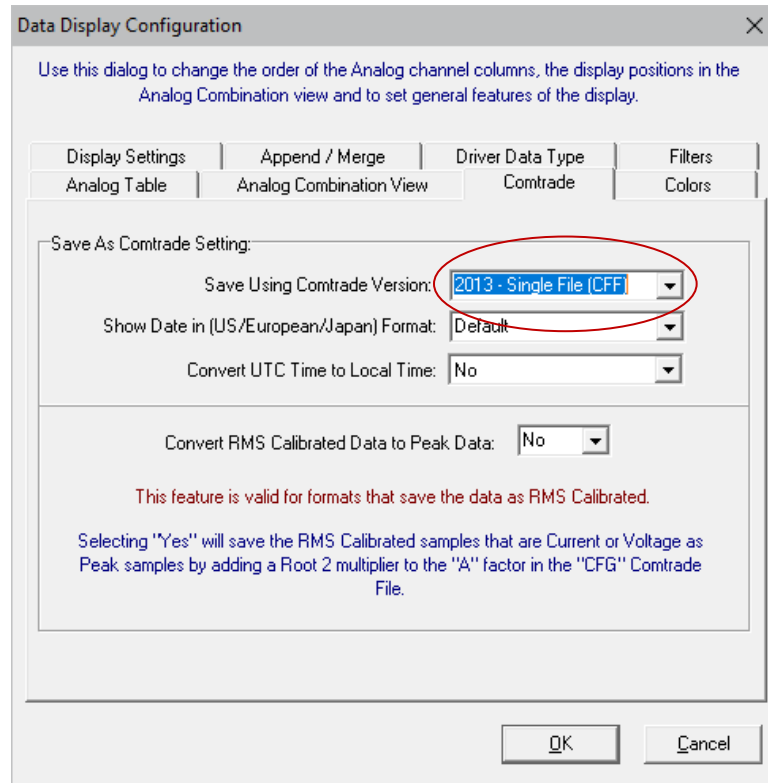 Data Display Configuration
Use this dialog to change the order of the Analog channel columns, the display positions in the
Analog Combination view and to set general features of the display.
Display Settings
Append / Merge
Driver Data Type
Filters
Analog Table
Analog Combination View
Comtrade
Colors
Save As Comtrade Setting:
Save Using Comtrade Version: 2013 - Single File (CFF)
Show Date in (US/European/Japan) Format: Default
Convert UTC Time to Local Time: No
Convert RMS Calibrated Data to Peak Data: No
This feature is valid for formats that save the data as RMS Calibrated.
Selecting "Yes" will save the RMS Calibrated samples that are Current or Voltage as
Peak samples by adding a Root 2 multiplier to the "A" factor in the "CFG" Comtrade
File.
OK
Cancel